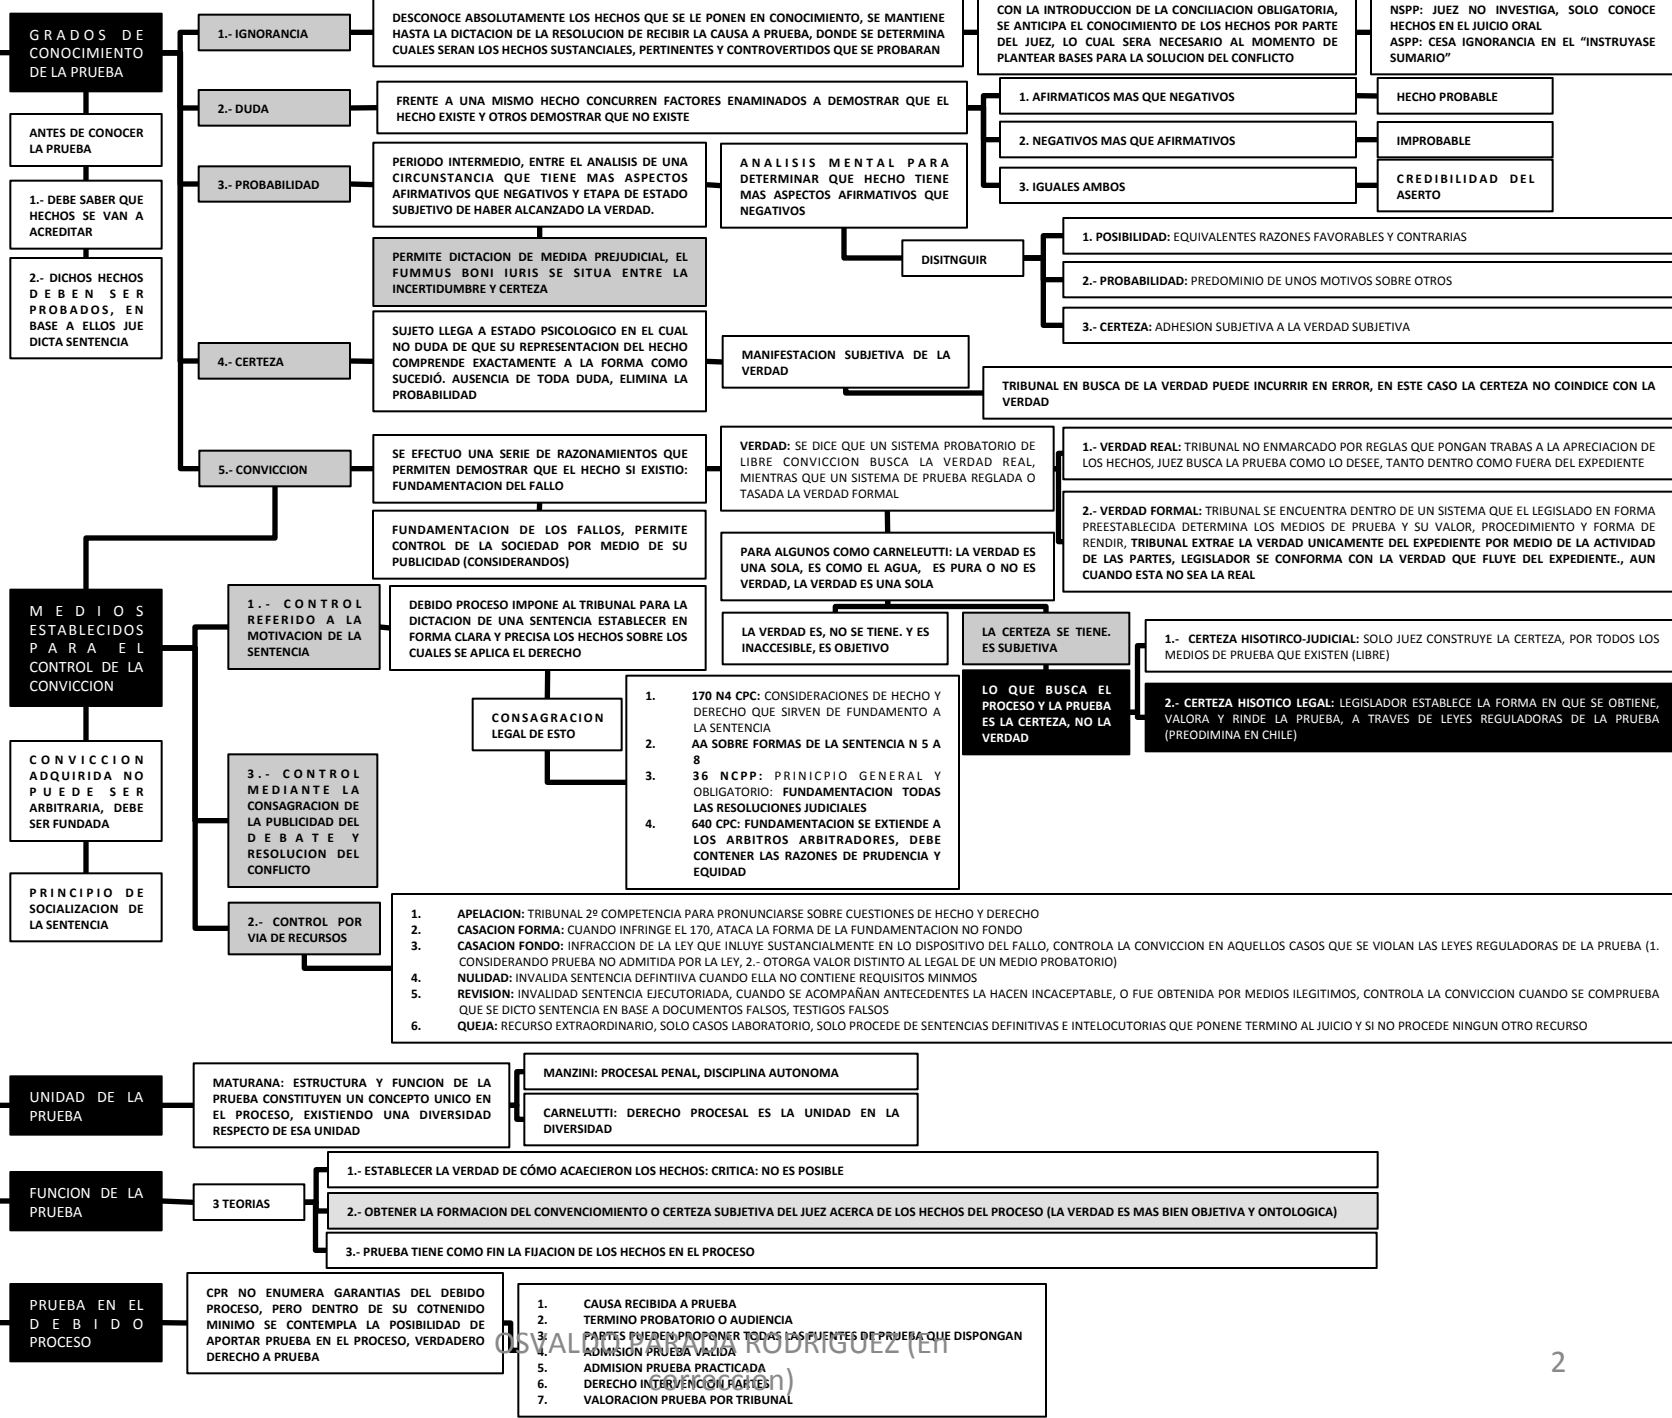 GRADOS DE
CONOCIMIENTO
DE LA PRUEBA
ANTES DE CONOCER
LA PRUEBA
1.- DEBE SABER QUE
HECHOS SE VAN A
ACREDITAR
2.- DICHOS HECHOS
DEBEN SER
PROBADOS, EN
BASE A ELLOS JUE
DICTA SENTENCIA
1.- IGNORANCIA
DESCONOCE ABSOLUTAMENTE LOS HECHOS QUE SE LE PONEN EN CONOCIMIENTO, SE MANTIENE
HASTA LA DICTACION DE LA RESOLUCION DE RECIBIR LA CAUSA A PRUEBA, DONDE SE DETERMINA
CUALES SERAN LOS HECHOS SUSTANCIALES, PERTINENTES Y CONTROVERTIDOS QUE SE PROBARAN
CON LA INTRODUCCION DE LA CONCILIACION OBLIGATORIA,
SE ANTICIPA EL CONOCIMIENTO DE LOS HECHOS POR PARTE
DEL JUEZ, LO CUAL SERA NECESARIO AL MOMENTO DE
PLANTEAR BASES PARA LA SOLUCION DEL CONFLICTO
NSPP: JUEZ NO INVESTIGA, SOLO CONOCE
HECHOS EN EL JUICIO ORAL
ASPP: CESA IGNORANCIA EN EL “INSTRUYASE
SUMARIO”
2.- DUDA
FRENTE A UNA MISMO HECHO CONCURREN FACTORES ENAMINADOS A DEMOSTRAR QUE EL
HECHO EXISTE Y OTROS DEMOSTRAR QUE NO EXISTE
1. AFIRMATICOS MAS QUE NEGATIVOS
HECHO PROBABLE
2. NEGATIVOS MAS QUE AFIRMATIVOS
IMPROBABLE
3. IGUALES AMBOS
CREDIBILIDAD DEL
ASERTO
3.- PROBABILIDAD
PERIODO INTERMEDIO, ENTRE EL ANALISIS DE UNA
CIRCUNSTANCIA QUE TIENE MAS ASPECTOS
AFIRMATIVOS QUE NEGATIVOS Y ETAPA DE ESTADO
SUBJETIVO DE HABER ALCANZADO LA VERDAD.
ANALISIS MENTAL PARA
DETERMINAR QUE HECHO TIENE
MAS ASPECTOS AFIRMATIVOS QUE
NEGATIVOS
PERMITE DICTACION DE MEDIDA PREJUDICIAL, EL
FUMMUS BONI IURIS SE SITUA ENTRE LA
INCERTIDUMBRE Y CERTEZA
DISITNGUIR
1. POSIBILIDAD: EQUIVALENTES RAZONES FAVORABLES Y CONTRARIAS
2.- PROBABILIDAD: PREDOMINIO DE UNOS MOTIVOS SOBRE OTROS
3.- CERTEZA: ADHESION SUBJETIVA A LA VERDAD SUBJETIVA
4.- CERTEZA
SUJETO LLEGA A ESTADO PSICOLOGICO EN EL CUAL
NO DUDA DE QUE SU REPRESENTACION DEL HECHO
COMPRENDE EXACTAMENTE A LA FORMA COMO
SUCEDIÓ. AUSENCIA DE TODA DUDA, ELIMINA LA
PROBABILIDAD
MANIFESTACION SUBJETIVA DE LA
VERDAD
TRIBUNAL EN BUSCA DE LA VERDAD PUEDE INCURRIR EN ERROR, EN ESTE CASO LA CERTEZA NO COINDICE CON LA
VERDAD
5.- CONVICCION
SE EFECTUO UNA SERIE DE RAZONAMIENTOS QUE
PERMITEN DEMOSTRAR QUE EL HECHO SI EXISTIO:
FUNDAMENTACION DEL FALLO
FUNDAMENTACION DE LOS FALLOS, PERMITE
CONTROL DE LA SOCIEDAD POR MEDIO DE SU
PUBLICIDAD (CONSIDERANDOS)
VERDAD: SE DICE QUE UN SISTEMA PROBATORIO DE
LIBRE CONVICCION BUSCA LA VERDAD REAL,
MIENTRAS QUE UN SISTEMA DE PRUEBA REGLADA O
TASADA LA VERDAD FORMAL
1.- VERDAD REAL: TRIBUNAL NO ENMARCADO POR REGLAS QUE PONGAN TRABAS A LA APRECIACION DE
LOS HECHOS, JUEZ BUSCA LA PRUEBA COMO LO DESEE, TANTO DENTRO COMO FUERA DEL EXPEDIENTE
2.- VERDAD FORMAL: TRIBUNAL SE ENCUENTRA DENTRO DE UN SISTEMA QUE EL LEGISLADO EN FORMA
PREESTABLECIDA DETERMINA LOS MEDIOS DE PRUEBA Y SU VALOR, PROCEDIMIENTO Y FORMA DE
RENDIR, TRIBUNAL EXTRAE LA VERDAD UNICAMENTE DEL EXPEDIENTE POR MEDIO DE LA ACTIVIDAD
DE LAS PARTES, LEGISLADOR SE CONFORMA CON LA VERDAD QUE FLUYE DEL EXPEDIENTE., AUN
CUANDO ESTA NO SEA LA REAL
PARA ALGUNOS COMO CARNELEUTTI: LA VERDAD ES
UNA SOLA, ES COMO EL AGUA, ES PURA O NO ES
VERDAD, LA VERDAD ES UNA SOLA
LA VERDAD ES, NO SE TIENE. Y ES
INACCESIBLE, ES OBJETIVO
LA CERTEZA SE TIENE.
ES SUBJETIVA
LO QUE BUSCA EL
PROCESO Y LA PRUEBA
ES LA CERTEZA, NO LA
VERDAD
1.- CERTEZA HISOTIRCO-JUDICIAL: SOLO JUEZ CONSTRUYE LA CERTEZA, POR TODOS LOS
MEDIOS DE PRUEBA QUE EXISTEN (LIBRE)
2.- CERTEZA HISOTICO LEGAL: LEGISLADOR ESTABLECE LA FORMA EN QUE SE OBTIENE,
VALORA Y RINDE LA PRUEBA, A TRAVES DE LEYES REGULADORAS DE LA PRUEBA
(PREODIMINA EN CHILE)
MEDIOS
ESTABLECIDOS
PARA EL
CONTROL DE LA
CONVICCION
CONVICCION
ADQUIRIDA NO
PUEDE SER
ARBITRARIA, DEBE
SER FUNDADA
PRINCIPIO DE
SOCIALIZACION DE
LA SENTENCIA
1.- CONTROL
REFERIDO A LA
MOTIVACION DE LA
SENTENCIA
DEBIDO PROCESO IMPONE AL TRIBUNAL PARA LA
DICTACION DE UNA SENTENCIA ESTABLECER EN
FORMA CLARA Y PRECISA LOS HECHOS SOBRE LOS
CUALES SE APLICA EL DERECHO
CONSAGRACION
LEGAL DE ESTO
1. 170 N4 CPC: CONSIDERACIONES DE HECHO Y
DERECHO QUE SIRVEN DE FUNDAMENTO A
LA SENTENCIA
2. AA SOBRE FORMAS DE LA SENTENCIA N 5 A
8
3. 36 NCPP: PRINICPIO GENERAL Y
OBLIGATORIO: FUNDAMENTACION TODAS
LAS RESOLUCIONES JUDICIALES
4. 640 CPC: FUNDAMENTACION SE EXTIENDE A
LOS ARBITROS ARBITRADORES, DEBE
CONTENER LAS RAZONES DE PRUDENCIA Y
EQUIDAD
3.- CONTROL
MEDIANTE LA
CONSAGRACION DE
LA PUBLICIDAD DEL
DEBATE Y
RESOLUCION DEL
CONFLICTO
2.- CONTROL POR
VIA DE RECURSOS
1. APELACION: TRIBUNAL 2º COMPETENCIA PARA PRONUNCIARSE SOBRE CUESTIONES DE HECHO Y DERECHO
2. CASACION FORMA: CUANDO INFRINGE EL 170, ATACA LA FORMA DE LA FUNDAMENTACION NO FONDO
3. CASACION FONDO: INFRACCION DE LA LEY QUE INLUYE SUSTANCIALMENTE EN LO DISPOSITIVO DEL FALLO, CONTROLA LA CONVICCION EN AQUELLOS CASOS QUE SE VIOLAN LAS LEYES REGULADORAS DE LA PRUEBA (1.
CONSIDERANDO PRUEBA NO ADMITIDA POR LA LEY, 2.- OTORGA VALOR DISTINTO AL LEGAL DE UN MEDIO PROBATORIO)
4. NULIDAD: INVALIDA SENTENCIA DEFINTIIVA CUANDO ELLA NO CONTIENE REQUISITOS MINMOS
5. REVISION: INVALIDAD SENTENCIA EJECUTORIADA, CUANDO SE ACOMPAÑAN ANTECEDENTES LA HACEN INCACEPTABLE, O FUE OBTENIDA POR MEDIOS ILEGITIMOS, CONTROLA LA CONVICCION CUANDO SE COMPRUEBA
QUE SE DICTO SENTENCIA EN BASE A DOCUMENTOS FALSOS, TESTIGOS FALSOS
6. QUEJA: RECURSO EXTRAORDINARIO, SOLO CASOS LABORATORIO, SOLO PROCEDE DE SENTENCIAS DEFINITIVAS E INTELOCUTORIAS QUE PONENE TERMINO AL JUICIO Y SI NO PROCEDE NINGUN OTRO RECURSO
UNIDAD DE LA
PRUEBA
MATURANA: ESTRUCTURA Y FUNCION DE LA
PRUEBA CONSTITUYEN UN CONCEPTO UNICO EN
EL PROCESO, EXISTIENDO UNA DIVERSIDAD
RESPECTO DE ESA UNIDAD
MANZINI: PROCESAL PENAL, DISCIPLINA AUTONOMA
CARNELUTTI: DERECHO PROCESAL ES LA UNIDAD EN LA
DIVERSIDAD
FUNCION DE LA
PRUEBA
3 TEORIAS
1.- ESTABLECER LA VERDAD DE CÓMO ACAECIERON LOS HECHOS: CRITICA: NO ES POSIBLE
2.- OBTENER LA FORMACION DEL CONVENCIOMIENTO O CERTEZA SUBJETIVA DEL JUEZ ACERCA DE LOS HECHOS DEL PROCESO (LA VERDAD ES MAS BIEN OBJETIVA Y ONTOLOGICA)
3.- PRUEBA TIENE COMO FIN LA FIJACION DE LOS HECHOS EN EL PROCESO
PRUEBA EN EL
DEBIDO
PROCESO
CPR NO ENUMERA GARANTIAS DEL DEBIDO
PROCESO, PERO DENTRO DE SU COTNENIDO
MINIMO SE CONTEMPLA LA POSIBILIDAD DE
APORTAR PRUEBA EN EL PROCESO, VERDADERO
DERECHO A PRUEBA
1. CAUSA RECIBIDA A PRUEBA
2. TERMINO PROBATORIO O AUDIENCIA
3. PARTES PUEDEN PROPONER TODAS LAS FUENTES DE PRUEBA QUE DISPONGAN
4. ADMISION PRUEBA VALIDA
5. ADMISION PRUEBA PRACTICADA
6. DERECHO INTERVENCION PARTES
7. VALORACION PRUEBA POR TRIBUNAL
OSVALDO PARADA RODRIGUEZ (En
corrección)
2